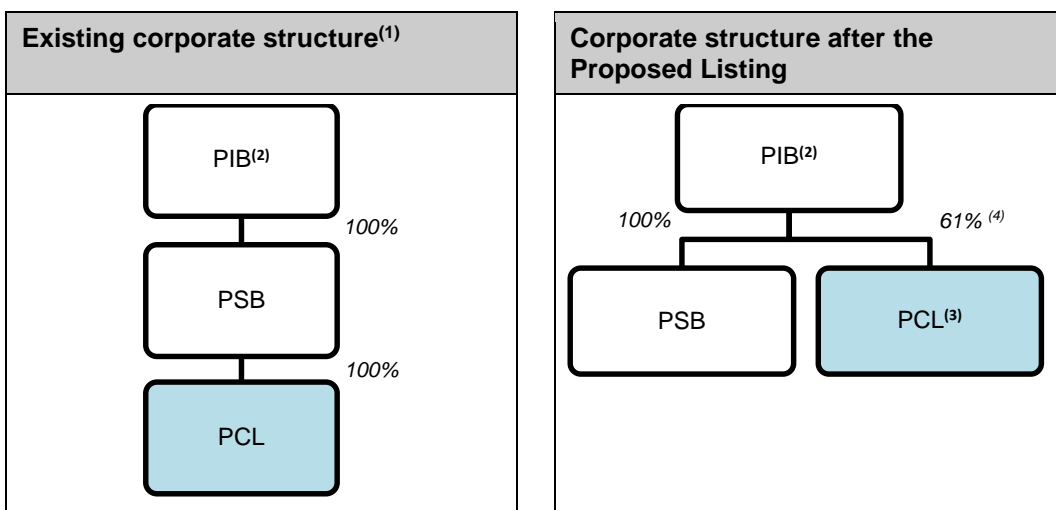 Existing corporate structure(1)
PIB(2)
100%
PSB
100%
PCL
Corporate structure after the
Proposed Listing
PIB(2)
100%
61% (4)
PSB
PCL(3)